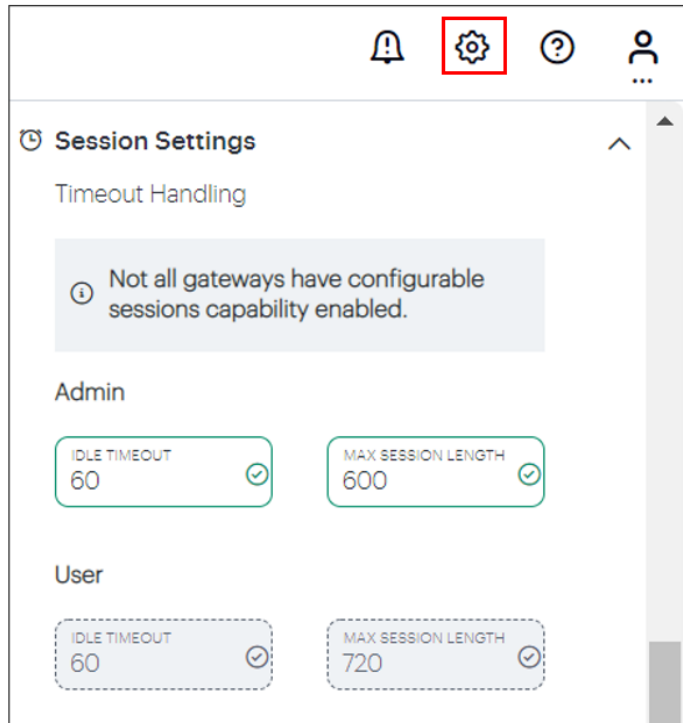 Session Settings
Timeout Handling
Not all gateways have configurable
sessions capability enabled.
Admin
IDLE TIMEOUT
60
MAX SESSION LENGTH
600
User
IDLE TIMEOUT
60
MAX SESSION LENGTH
720